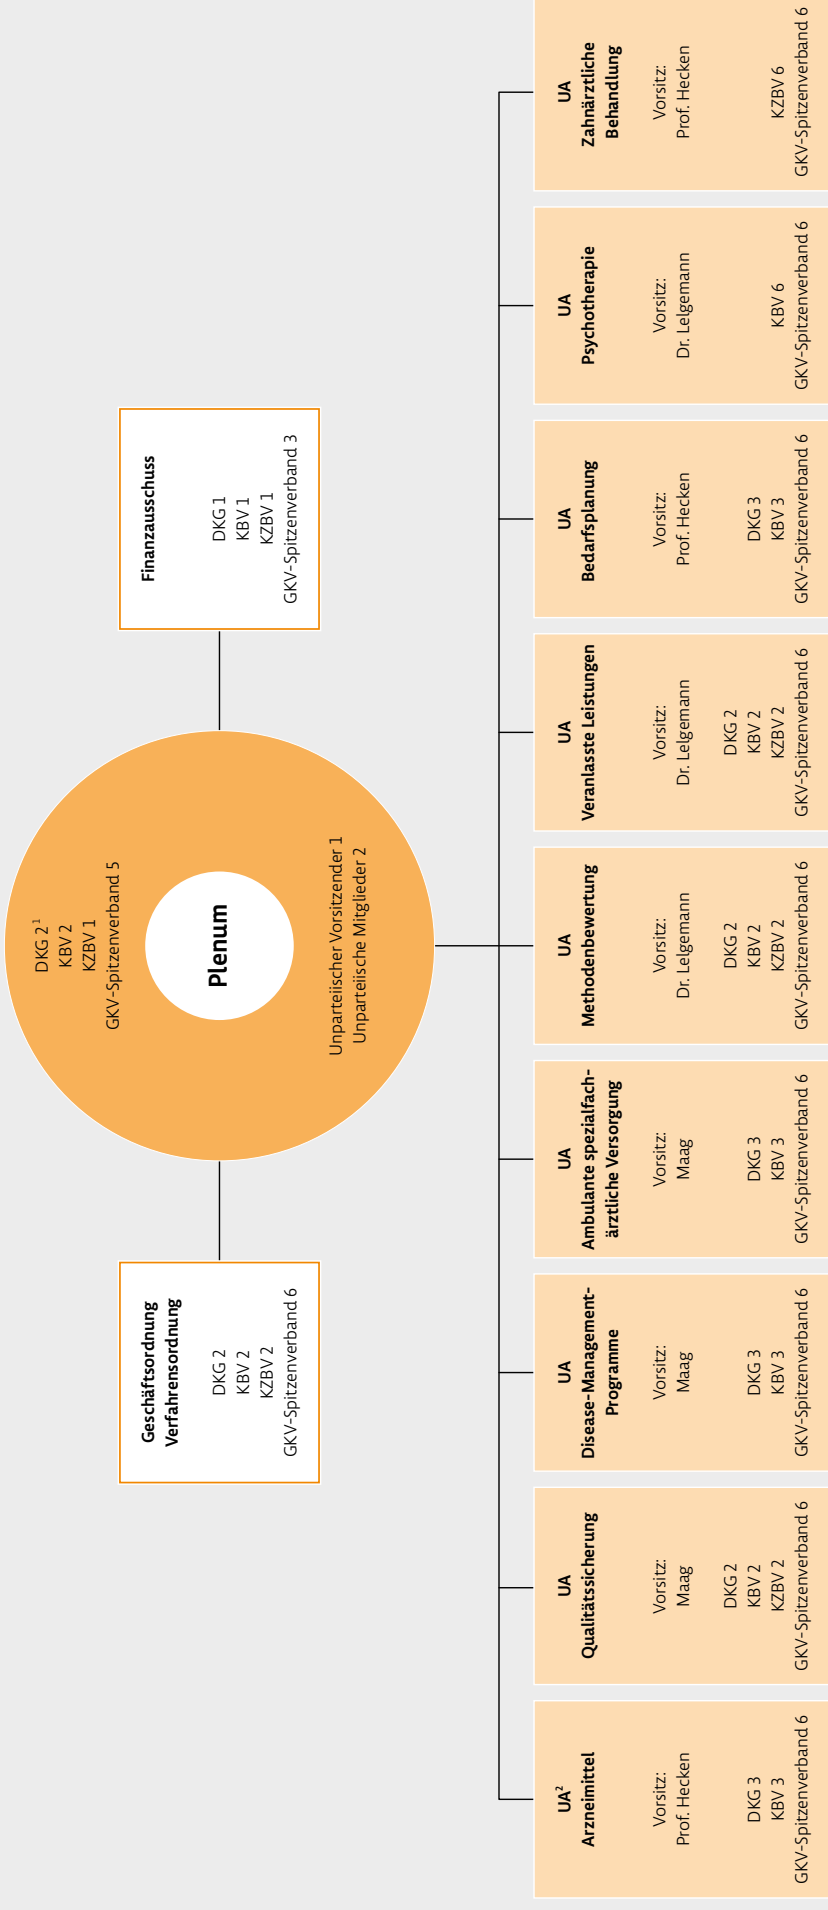 DKG 2¹
KBV 2
KZBV 1
GKV-Spitzenverband 5
Plenum
Unparteiischer Vorsitzender 1
Unparteiische Mitglieder 2
Geschäftsordnung
Verfahrensordnung
DKG 2
KBV 2
KZBV 2
GKV-Spitzenverband 6
Finanzausschuss
DKG 1
KBV 1
KZBV 1
GKV-Spitzenverband 3
UA²
Arzneimittel
Vorsitz:
Prof. Hecken
DKG 3
KBV 3
GKV-Spitzenverband 6
UA
Qualitätssicherung
Vorsitz:
Maag
DKG 2
KBV 2
KZBV 2
GKV-Spitzenverband 6
UA
Disease-Management-
Programme
Vorsitz:
Maag
DKG 3
KBV 3
GKV-Spitzenverband 6
UA
Ambulante spezialfach-
ärztliche Versorgung
Vorsitz:
Maag
DKG 3
KBV 3
GKV-Spitzenverband 6
UA
Methodenbewertung
Vorsitz:
Dr. Lelgemann
DKG 2
KBV 2
KZBV 2
GKV-Spitzenverband 6
UA
Veranlasste Leistungen
Vorsitz:
Dr. Lelgemann
DKG 2
KBV 2
KZBV 2
GKV-Spitzenverband 6
UA
Bedarfsplanung
Vorsitz:
Prof. Hecken
DKG 3
KBV 3
GKV-Spitzenverband 6
UA
Psychotherapie
Vorsitz:
Dr. Lelgemann
KBV 6
GKV-Spitzenverband 6
UA
Zahnärztliche
Behandlung
Vorsitz:
Prof. Hecken
KZBV 6
GKV-Spitzenverband 6